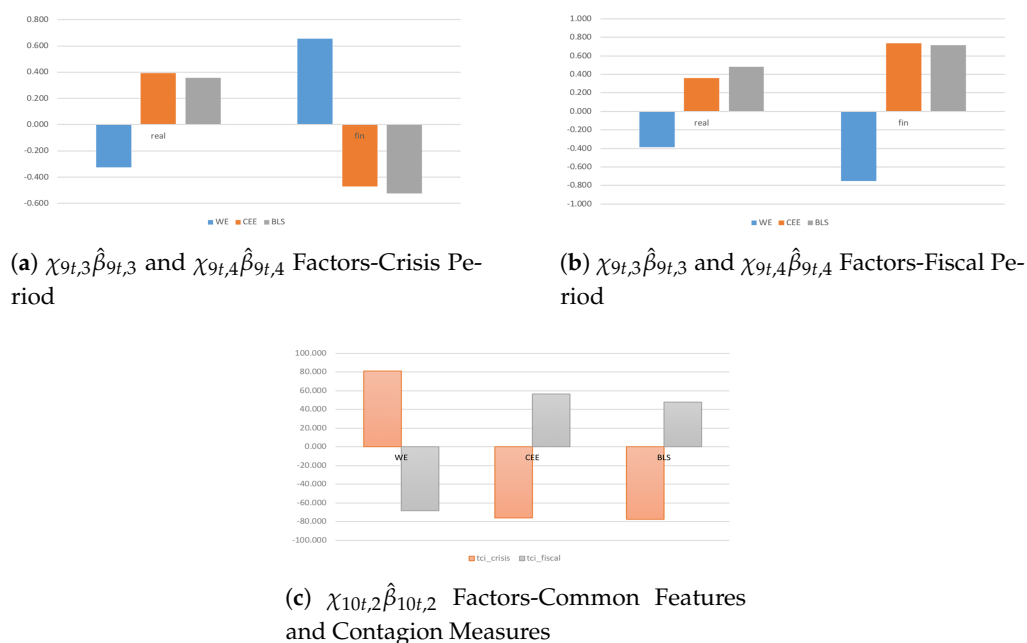 0.800
0.600
0.400
0.200
0.000
-0.200
-0.400
-0.600
real
fin
WE CEE BLS
(a) χ9t,3β̂9t,3 and χ9t,4β̂9t,4 Factors-Crisis Pe-
riod
1.000
0.800
0.600
0.400
0.200
0.000
-0.200
-0.400
-0.600
-0.800
-1.000
real
fin
WE CEE BLS
(b) χ9t,3β̂9t,3 and χ9t,4β̂9t,4 Factors-Fiscal Pe-
riod
100.000
80.000
60.000
40.000
20.000
0.000
-20.000
-40.000
-60.000
-80.000
-100.000
WE
CEE
BLS
tci_crisis tci_fiscal
(c) χ10t,2β̂10t,2 Factors-Common Features
and Contagion Measures